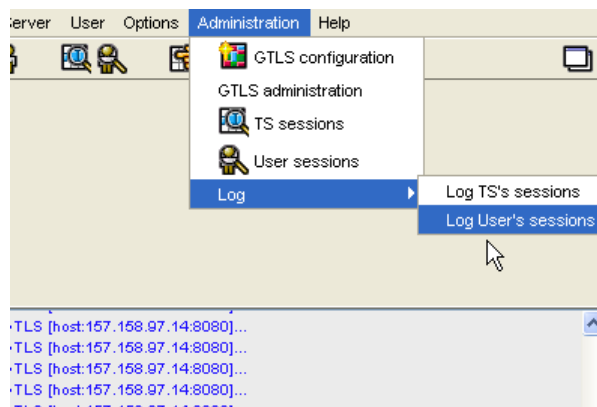 erver User Options Administration Help
GTLS configuration
GTLS administration
TS sessions
User sessions
Log
Log TS's sessions
Log User's sessions
TLS [host:157.158.97.14:8080]...
TLS [host:157.158.97.14:8080]...
TLS [host:157.158.97.14:8080]...
TLS [host:157.158.97.14:8080]...